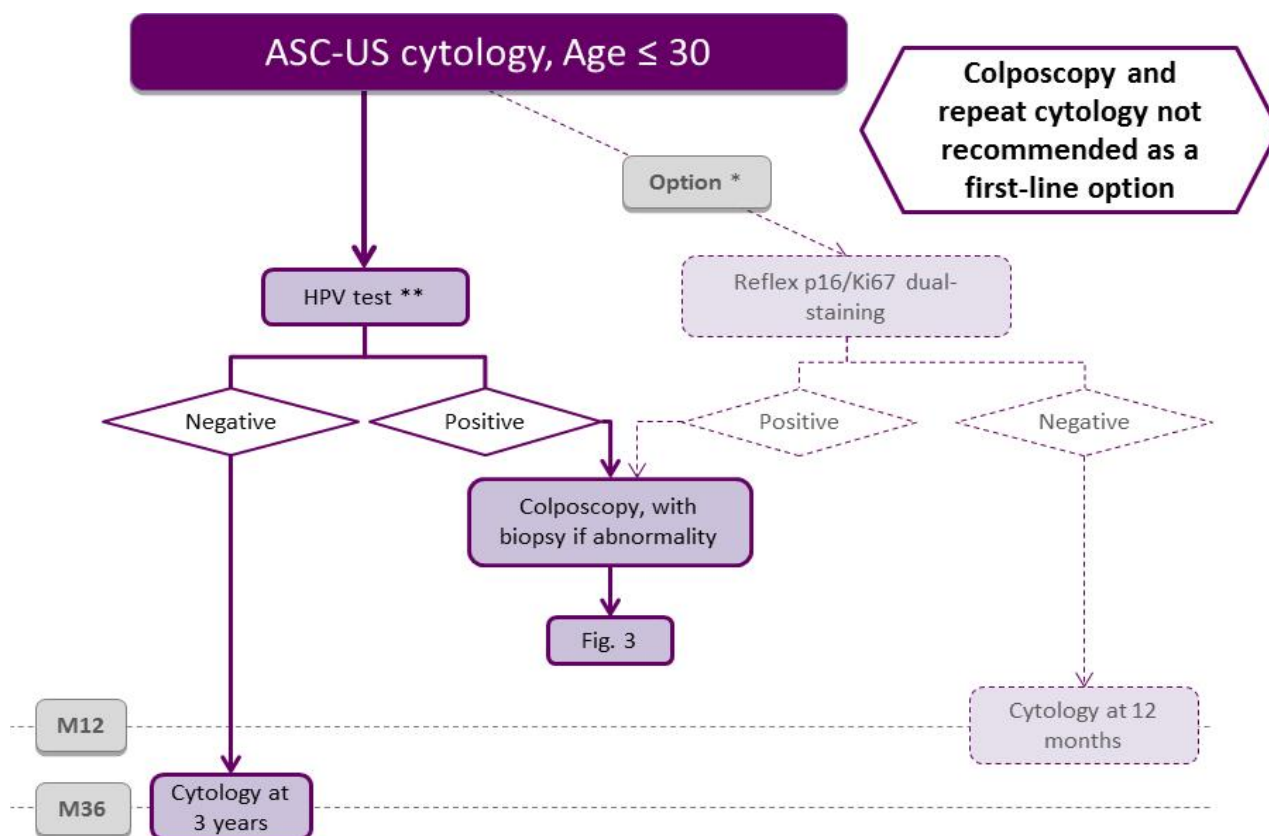 ASC-US cytology, Age ≤ 30
Colposcopy and
repeat cytology not
recommended as a
first-line option
Option *
HPV test **
Reflex p16/Ki67 dual-
staining
Negative
Positive
Positive
Negative
Colposcopy, with
biopsy if abnormality
Fig. 3
M12
Cytology at 12
months
M36
Cytology at
3 years